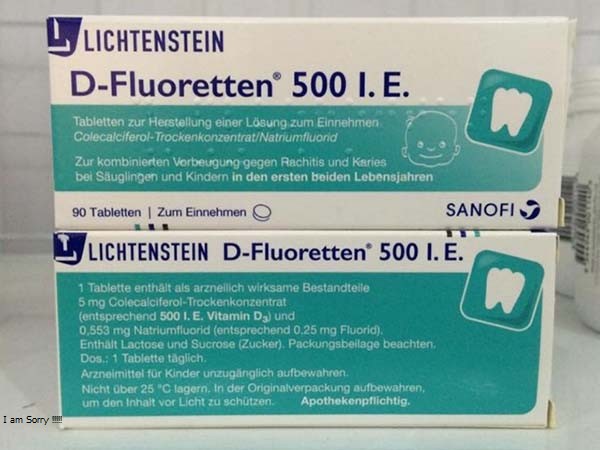 LICHTENSTEIN
D-Fluoretten® 500 I. E.
Tabletten zur Herstellung einer Lösung zum Einnehmen
Colecalciferol-Trockenkonzentrat/Natriumfluorid
Zur kombinierten Vorbeugung gegen Rachitis und Karies
bei Säuglingen und Kindern in den ersten beiden Lebensjahren
90 Tabletten | Zum Einnehmen
SANOFI
LICHTENSTEIN D-Fluoretten® 500 I. E.
1 Tablette enthält als arzneilich wirksame Bestandteile
5 mg Colecalciferol-Trockenkonzentrat
(entsprechend 500 I. E. Vitamin D₃) und
0,553 mg Natriumfluorid (entsprechend 0,25 mg Fluorid).
Enthält Lactose und Sucrose (Zucker). Packungsbeilage beachten.
Dos.: 1 Tablette täglich.
Arzneimittel für Kinder unzugänglich aufbewahren.
Nicht über 25 °C lagern. In der Originalverpackung aufbewahren,
um den Inhalt vor Licht zu schützen. Apothekenpflichtig.
I am Sorry !!!!!